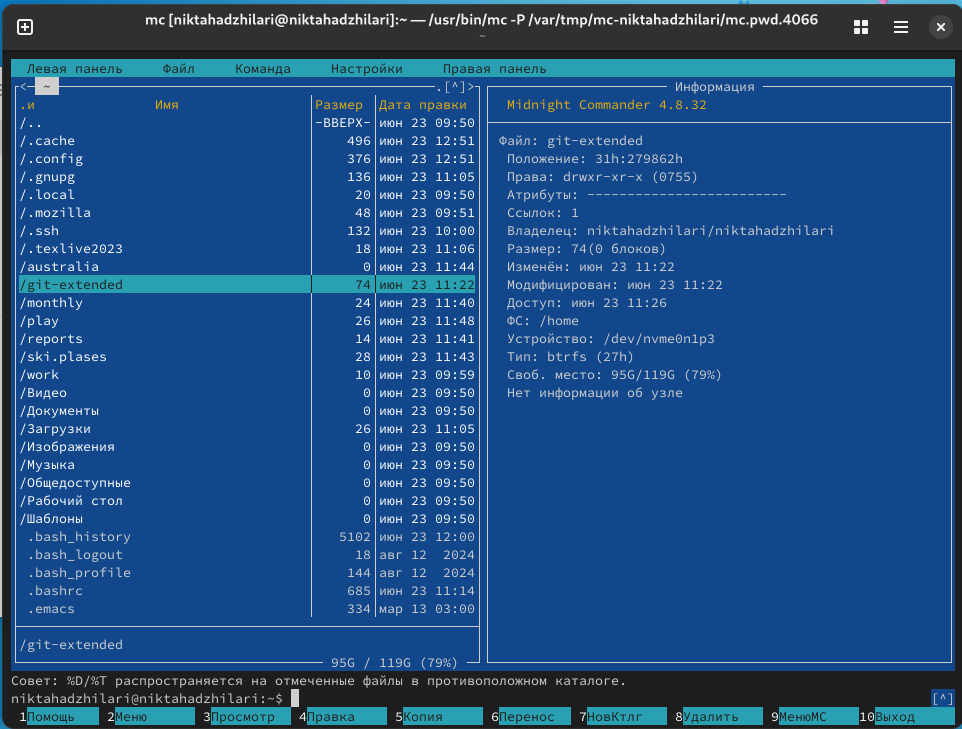 mc [niktahadzhilari@niktahadzhilari]:~ — /usr/bin/mc -P /var/tmp/mc-niktahadzhilari/mc.pwd.4066
~
Левая панель Файл Команда Настройки Правая панель
<─ ~ .[^]>
.и Имя Размер Дата правки
/.. -ВВЕРХ- июн 23 09:50
/.cache 496 июн 23 12:51
/.config 376 июн 23 12:51
/.gnupg 136 июн 23 11:05
/.local 20 июн 23 09:50
/.mozilla 48 июн 23 09:51
/.ssh 132 июн 23 10:00
/.texlive2023 18 июн 23 11:06
/australia 0 июн 23 11:44
/git-extended 74 июн 23 11:22
/monthly 24 июн 23 11:40
/play 26 июн 23 11:48
/reports 14 июн 23 11:41
/ski.plases 28 июн 23 11:43
/work 10 июн 23 09:59
/Видео 0 июн 23 09:50
/Документы 0 июн 23 09:50
/Загрузки 26 июн 23 11:05
/Изображения 0 июн 23 09:50
/Музыка 0 июн 23 09:50
/Общедоступные 0 июн 23 09:50
/Рабочий стол 0 июн 23 09:50
/Шаблоны 0 июн 23 09:50
.bash_history 5102 июн 23 12:00
.bash_logout 18 авг 12 2024
.bash_profile 144 авг 12 2024
.bashrc 685 июн 23 11:14
.emacs 334 мар 13 03:00
/git-extended
95G / 119G (79%)
Информация
Midnight Commander 4.8.32
Файл: git-extended
Положение: 31h:279862h
Права: drwxr-xr-x (0755)
Атрибуты: -------------------------
Ссылок: 1
Владелец: niktahadzhilari/niktahadzhilari
Размер: 74(0 блоков)
Изменён: июн 23 11:22
Модифицирован: июн 23 11:22
Доступ: июн 23 11:26
ФС: /home
Устройство: /dev/nvme0n1p3
Тип: btrfs (27h)
Своб. место: 95G/119G (79%)
Нет информации об узле
Совет: %D/%T распространяется на отмеченные файлы в противоположном каталоге.
niktahadzhilari@niktahadzhilari:~$ [^]
1Помощь 2Меню 3Просмотр 4Правка 5Копия 6Перенос 7НовКтлг 8Удалить 9МенюМС 10Выход